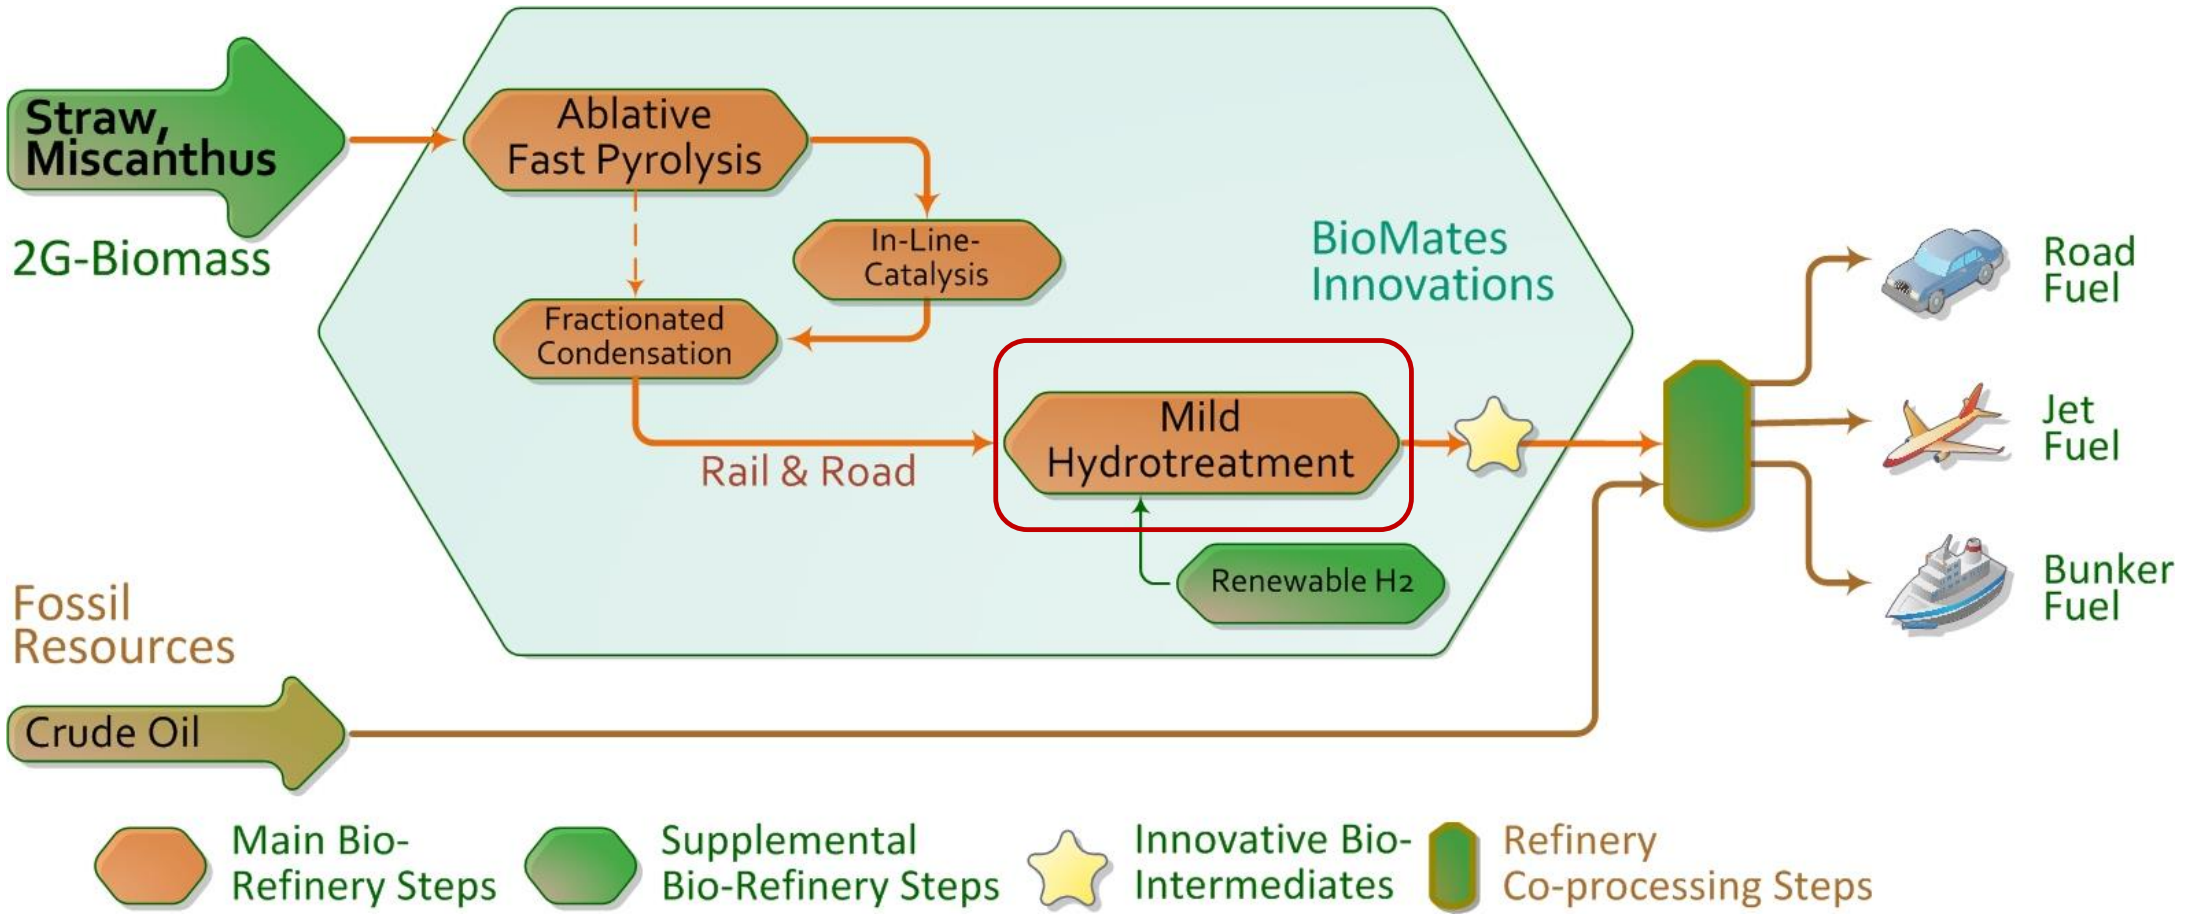 Straw,
Miscanthus
2G-Biomass
Ablative
Fast Pyrolysis
In-Line-
Catalysis
Fractionated
Condensation
BioMates
Innovations
Rail & Road
Mild
Hydrotreatment
Renewable H2
Road
Fuel
Jet
Fuel
Bunker
Fuel
Fossil
Resources
Crude Oil
Main Bio-
Refinery Steps
Supplemental
Bio-Refinery Steps
Innovative Bio-
Intermediates
Refinery
Co-processing Steps